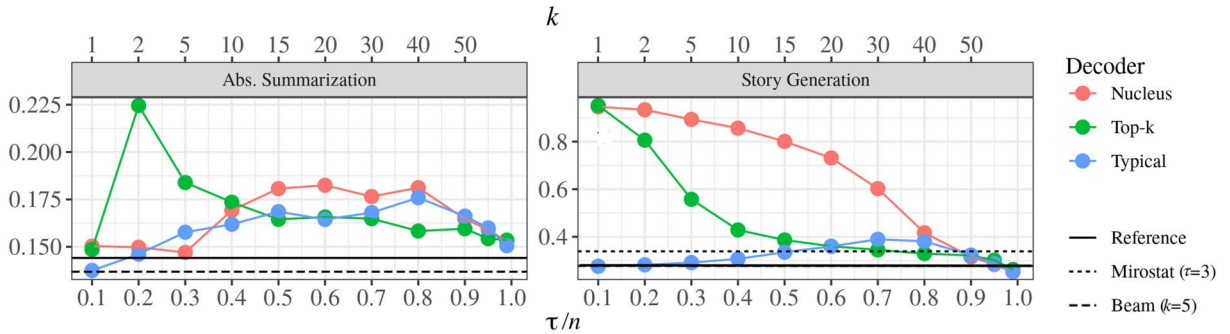 k
1 2 5 10 15 20 30 40 50
1 2 5 10 15 20 30 40 50
Abs. Summarization
Story Generation
0.225
0.200
0.175
0.150
0.8
0.6
0.4
0.1 0.2 0.3 0.4 0.5 0.6 0.7 0.8 0.9 1.0
0.1 0.2 0.3 0.4 0.5 0.6 0.7 0.8 0.9 1.0
τ/n
Decoder
Nucleus
Top-k
Typical
Reference
Mirostat (τ=3)
Beam (k=5)